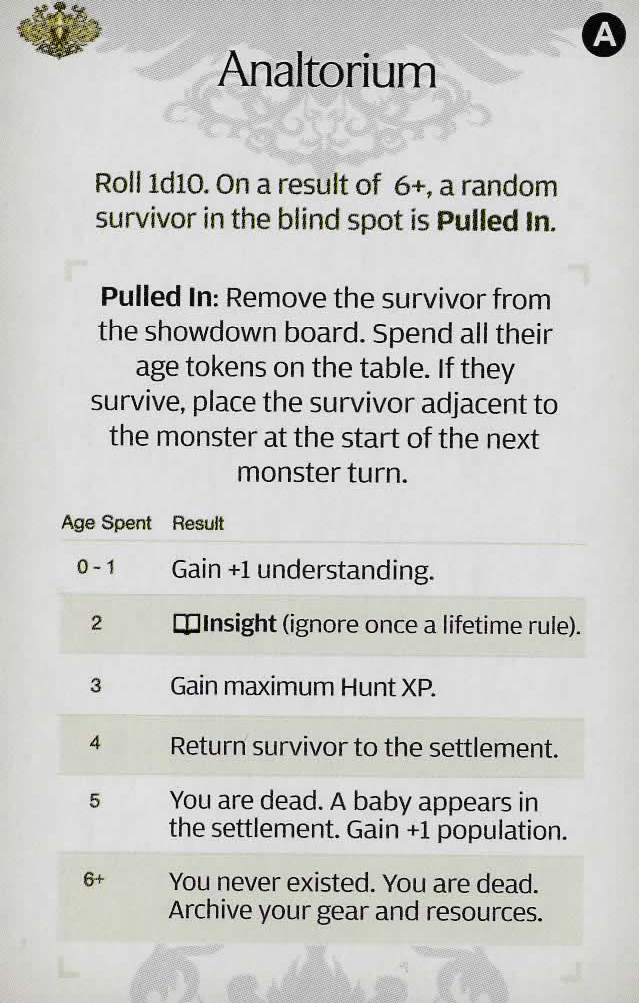 A
Analtorium
Roll 1d10. On a result of 6+, a random
survivor in the blind spot is Pulled In.
Pulled In: Remove the survivor from
the showdown board. Spend all their
age tokens on the table. If they
survive, place the survivor adjacent to
the monster at the start of the next
monster turn.
Age Spent Result
0 - 1 Gain +1 understanding.
2 Insight (ignore once a lifetime rule).
3 Gain maximum Hunt XP.
4 Return survivor to the settlement.
5 You are dead. A baby appears in
the settlement. Gain +1 population.
6+ You never existed. You are dead.
Archive your gear and resources.